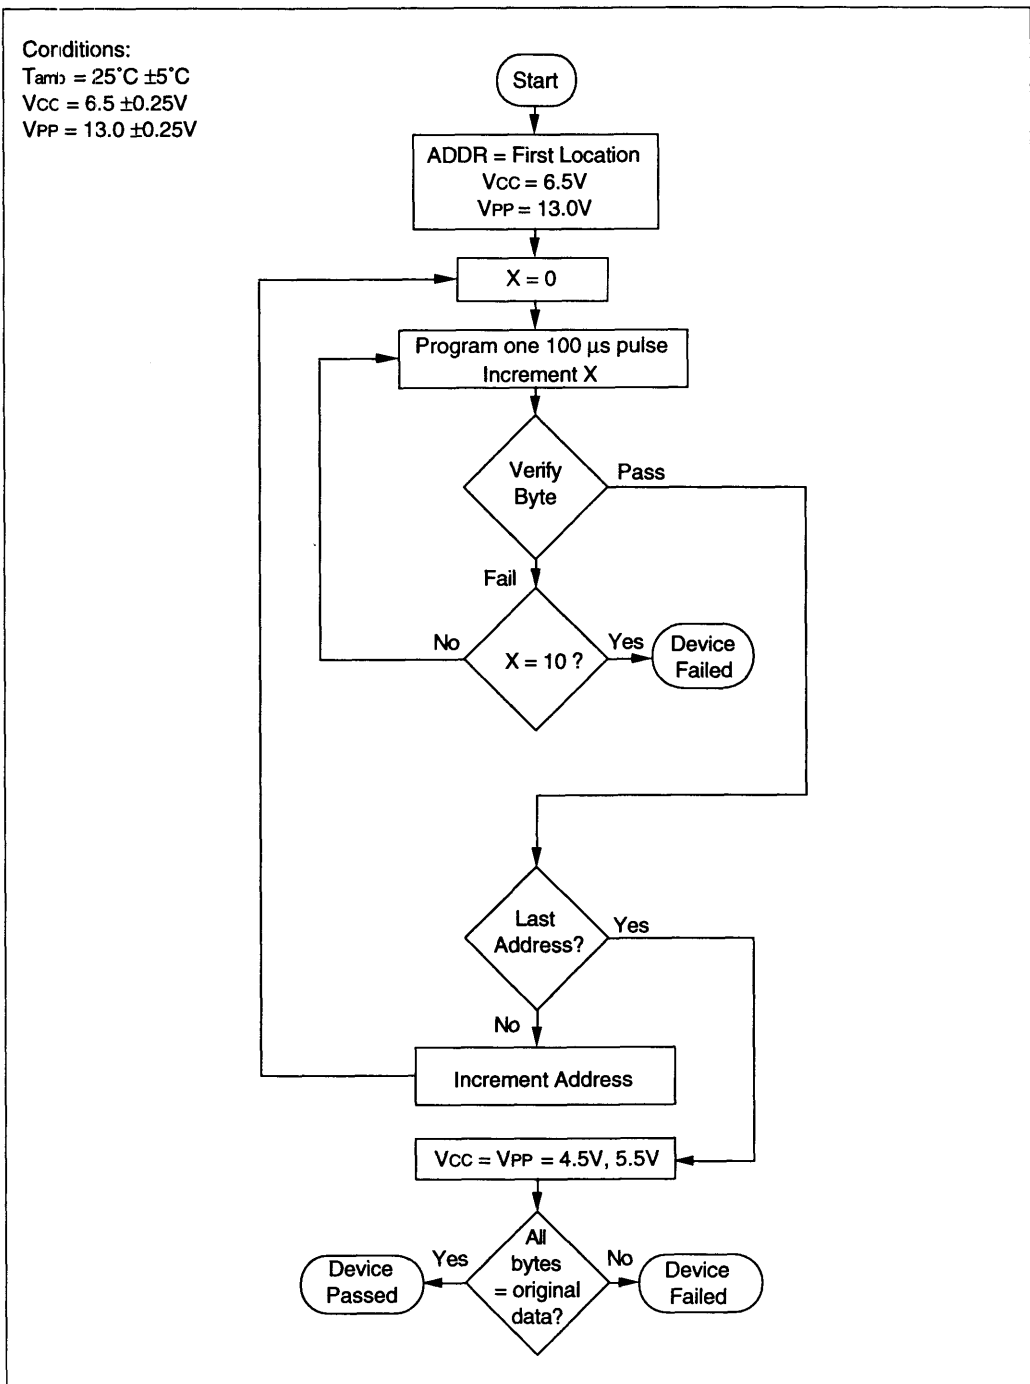 Conditions:
Tamb = 25°C ±5°C
VCC = 6.5 ±0.25V
VPP = 13.0 ±0.25V
Start
ADDR = First Location
VCC = 6.5V
VPP = 13.0V
X = 0
Program one 100 µs pulse
Increment X
Verify
Byte
Pass
Fail
No
X = 10 ?
Yes
Device
Failed
Last
Address?
Yes
No
Increment Address
VCC = VPP = 4.5V, 5.5V
All
bytes
= original
data?
Yes
No
Device
Passed
Device
Failed